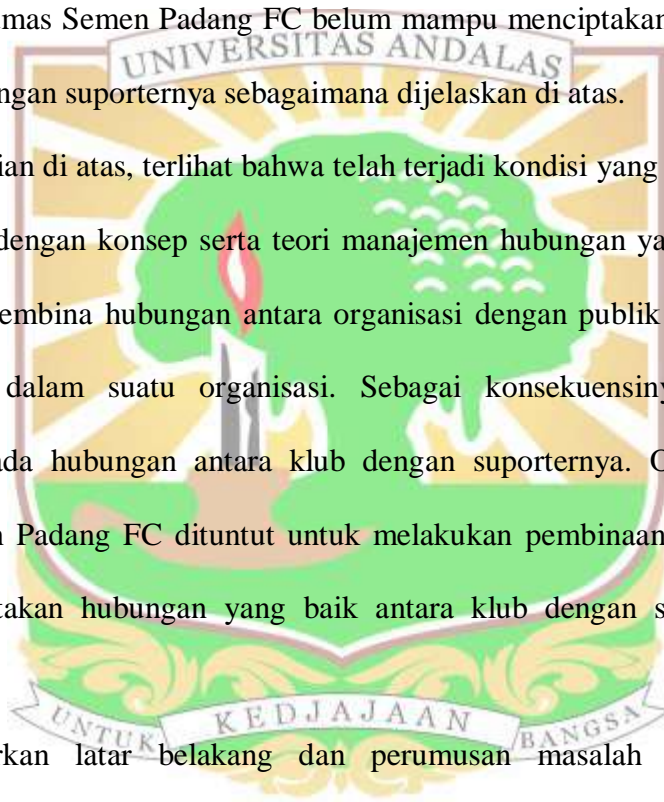 umas Semen Padang FC belum mampu menciptakan
UNIVERSITAS ANDALAS
ngan suporternya sebagaimana dijelaskan di atas.
ian di atas, terlihat bahwa telah terjadi kondisi yang
dengan konsep serta teori manajemen hubungan ya
embina hubungan antara organisasi dengan publik
dalam suatu organisasi. Sebagai konsekuensiny
ada hubungan antara klub dengan suporternya. O
n Padang FC dituntut untuk melakukan pembinaan
takan hubungan yang baik antara klub dengan s
UNTUK KEDJAJAAN BANGSA
rkan latar belakang dan perumusan masalah